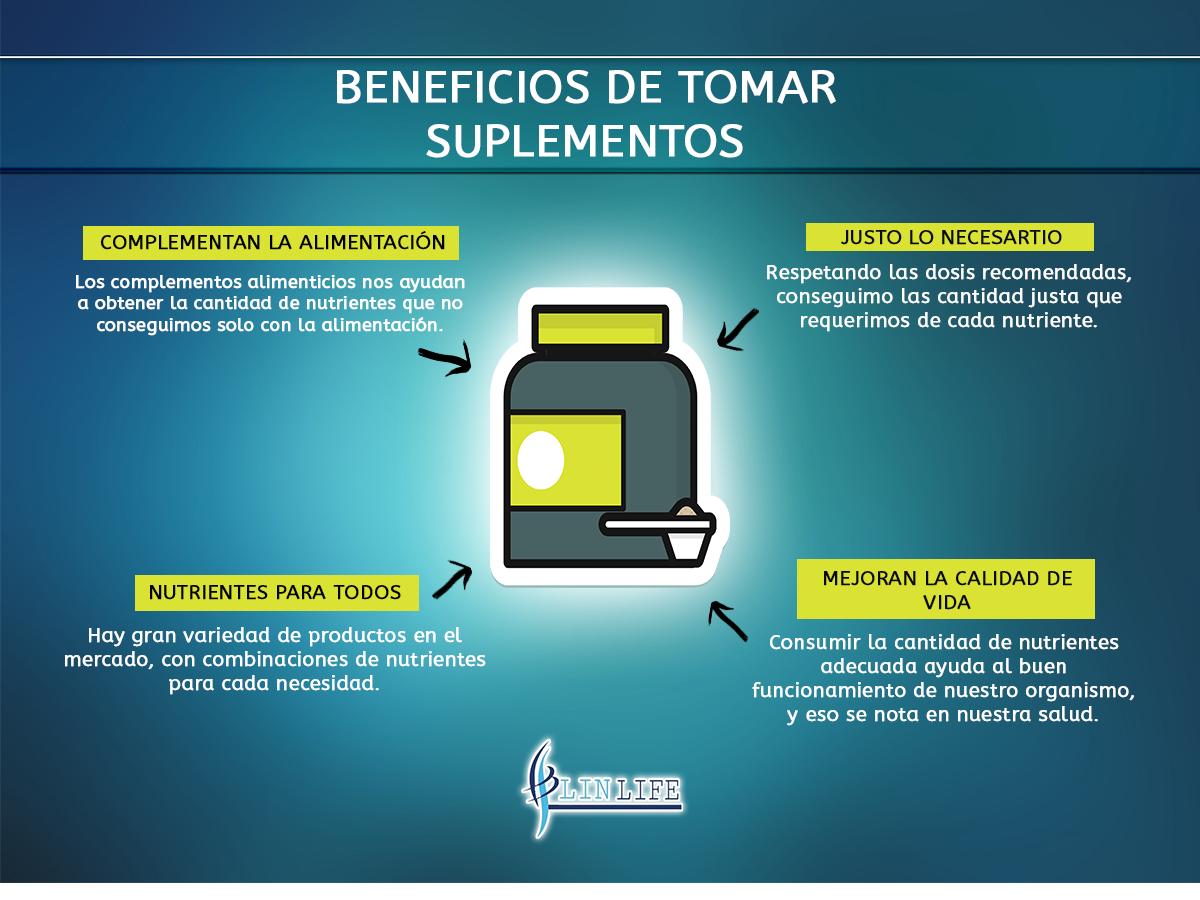 BENEFICIOS DE TOMAR
SUPLEMENTOS
COMPLEMENTAN LA ALIMENTACIÓN
Los complementos alimenticios nos ayudan
a obtener la cantidad de nutrientes que no
conseguimos solo con la alimentación.
JUSTO LO NECESARTIO
Respetando las dosis recomendadas,
conseguimo las cantidad justa que
requerimos de cada nutriente.
NUTRIENTES PARA TODOS
Hay gran variedad de productos en el
mercado, con combinaciones de nutrientes
para cada necesidad.
MEJORAN LA CALIDAD DE
VIDA
Consumir la cantidad de nutrientes
adecuada ayuda al buen
funcionamiento de nuestro organismo,
y eso se nota en nuestra salud.
LINLIFE